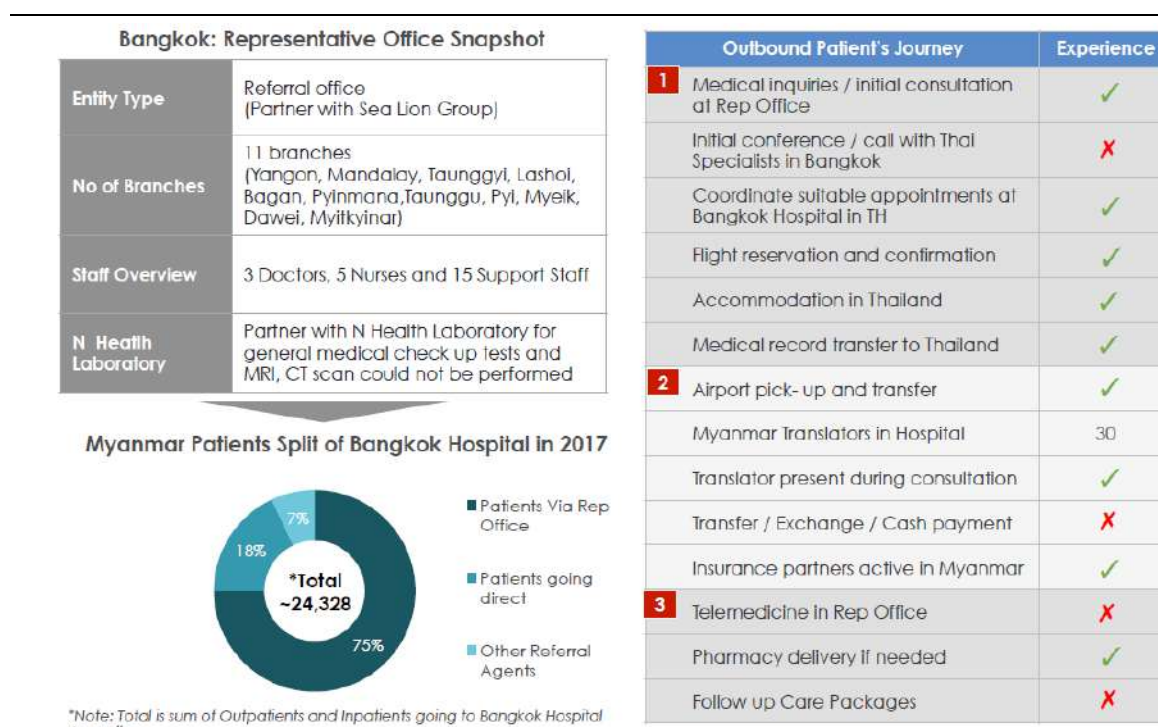 Bangkok: Representative Office Snapshot
Entity Type
Referral office
(Partner with Sea Lion Group)
No of Branches
11 branches
(Yangon, Mandalay, Taunggyi, Lashoi,
Bagan, Pyinmana,Taunggu, Pyi, Myeik,
Dawei, Myitkyinar)
Staff Overview
3 Doctors, 5 Nurses and 15 Support Staff
N Health
Laboratory
Partner with N Health Laboratory for
general medical check up tests and
MRI, CT scan could not be performed
Myanmar Patients Split of Bangkok Hospital in 2017
7%
18%
75%
*Total
~24,328
Patients Via Rep
Office
Patients going
direct
Other Referral
Agents
*Note: Total is sum of Outpatients and Inpatients going to Bangkok Hospital
Outbound Patient's Journey
Experience
1
Medical inquiries / initial consultation
at Rep Office
✓
Initial conference / call with Thai
Specialists in Bangkok
✗
Coordinate suitable appointments at
Bangkok Hospital in TH
✓
Flight reservation and confirmation
✓
Accommodation in Thailand
✓
Medical record transfer to Thailand
✓
2
Airport pick- up and transfer
✓
Myanmar Translators in Hospital
30
Translator present during consultation
✓
Transfer / Exchange / Cash payment
✗
Insurance partners active in Myanmar
✓
3
Telemedicine in Rep Office
✗
Pharmacy delivery if needed
✓
Follow up Care Packages
✗